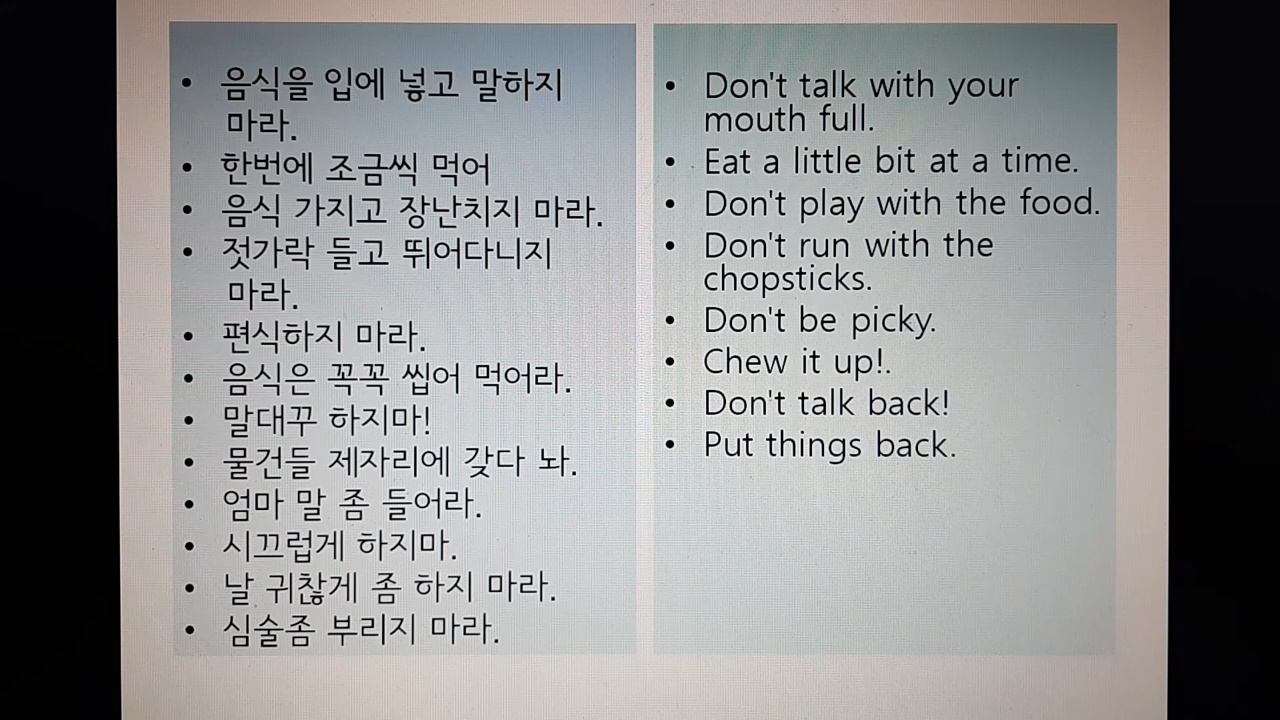 • 음식을 입에 넣고 말하지
마라.
• 한번에 조금씩 먹어
• 음식 가지고 장난치지 마라.
• 젓가락 들고 뛰어다니지
마라.
• 편식하지 마라.
• 음식은 꼭꼭 씹어 먹어라.
• 말대꾸 하지마!
• 물건들 제자리에 갖다 놔.
• 엄마 말 좀 들어라.
• 시끄럽게 하지마.
• 날 귀찮게 좀 하지 마라.
• 심술좀 부리지 마라.
• Don't talk with your
mouth full.
• Eat a little bit at a time.
• Don't play with the food.
• Don't run with the
chopsticks.
• Don't be picky.
• Chew it up!.
• Don't talk back!
• Put things back.